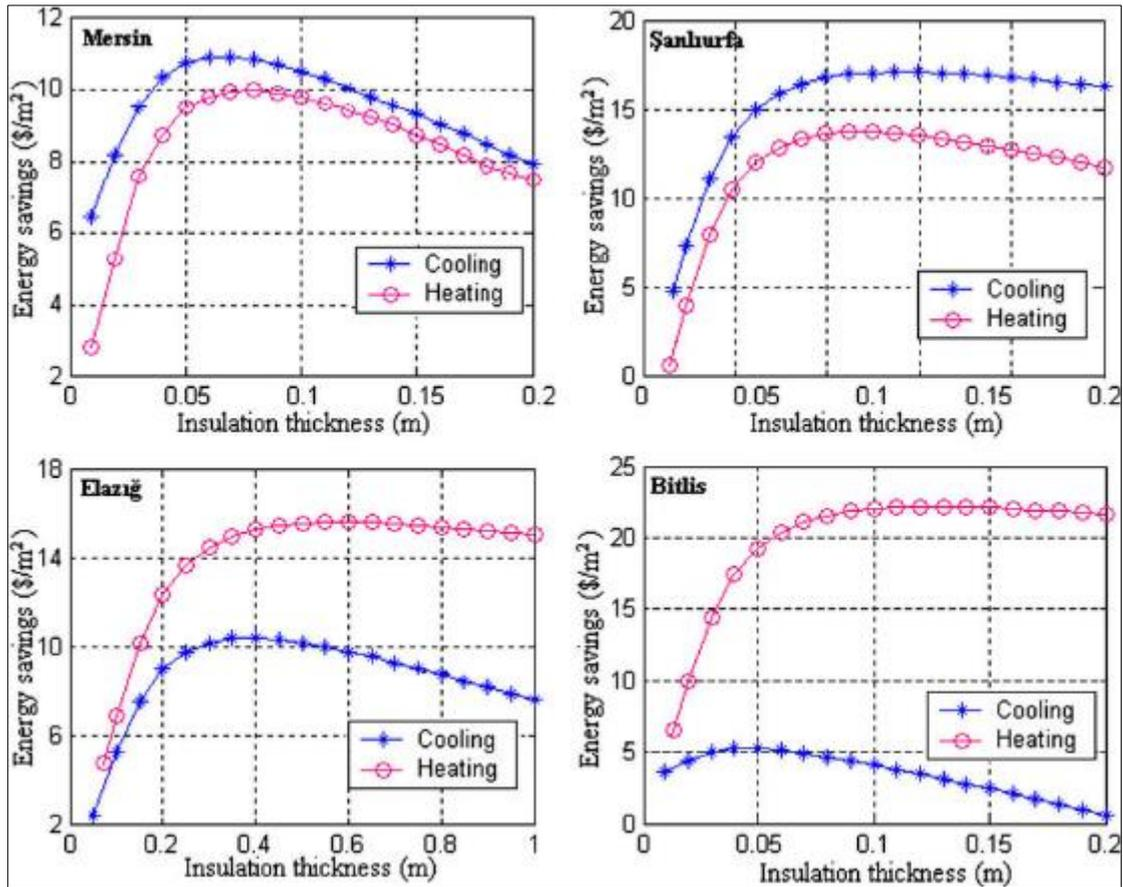 Mersin
Energy savings ($/m²)
12
10
8
6
4
2
Cooling
Heating
0
0.05
0.1
0.15
0.2
Insulation thickness (m)
Şanlıurfa
Energy savings ($/m²)
20
15
10
5
0
Cooling
Heating
0
0.05
0.1
0.15
0.2
Insulation thickness (m)
Elazığ
Energy savings ($/m²)
18
14
10
6
2
Cooling
Heating
0
0.2
0.4
0.6
0.8
1
Insulation thickness (m)
Bitlis
Energy savings ($/m²)
25
20
15
10
5
0
Cooling
Heating
0
0.05
0.1
0.15
0.2
Insulation thickness (m)